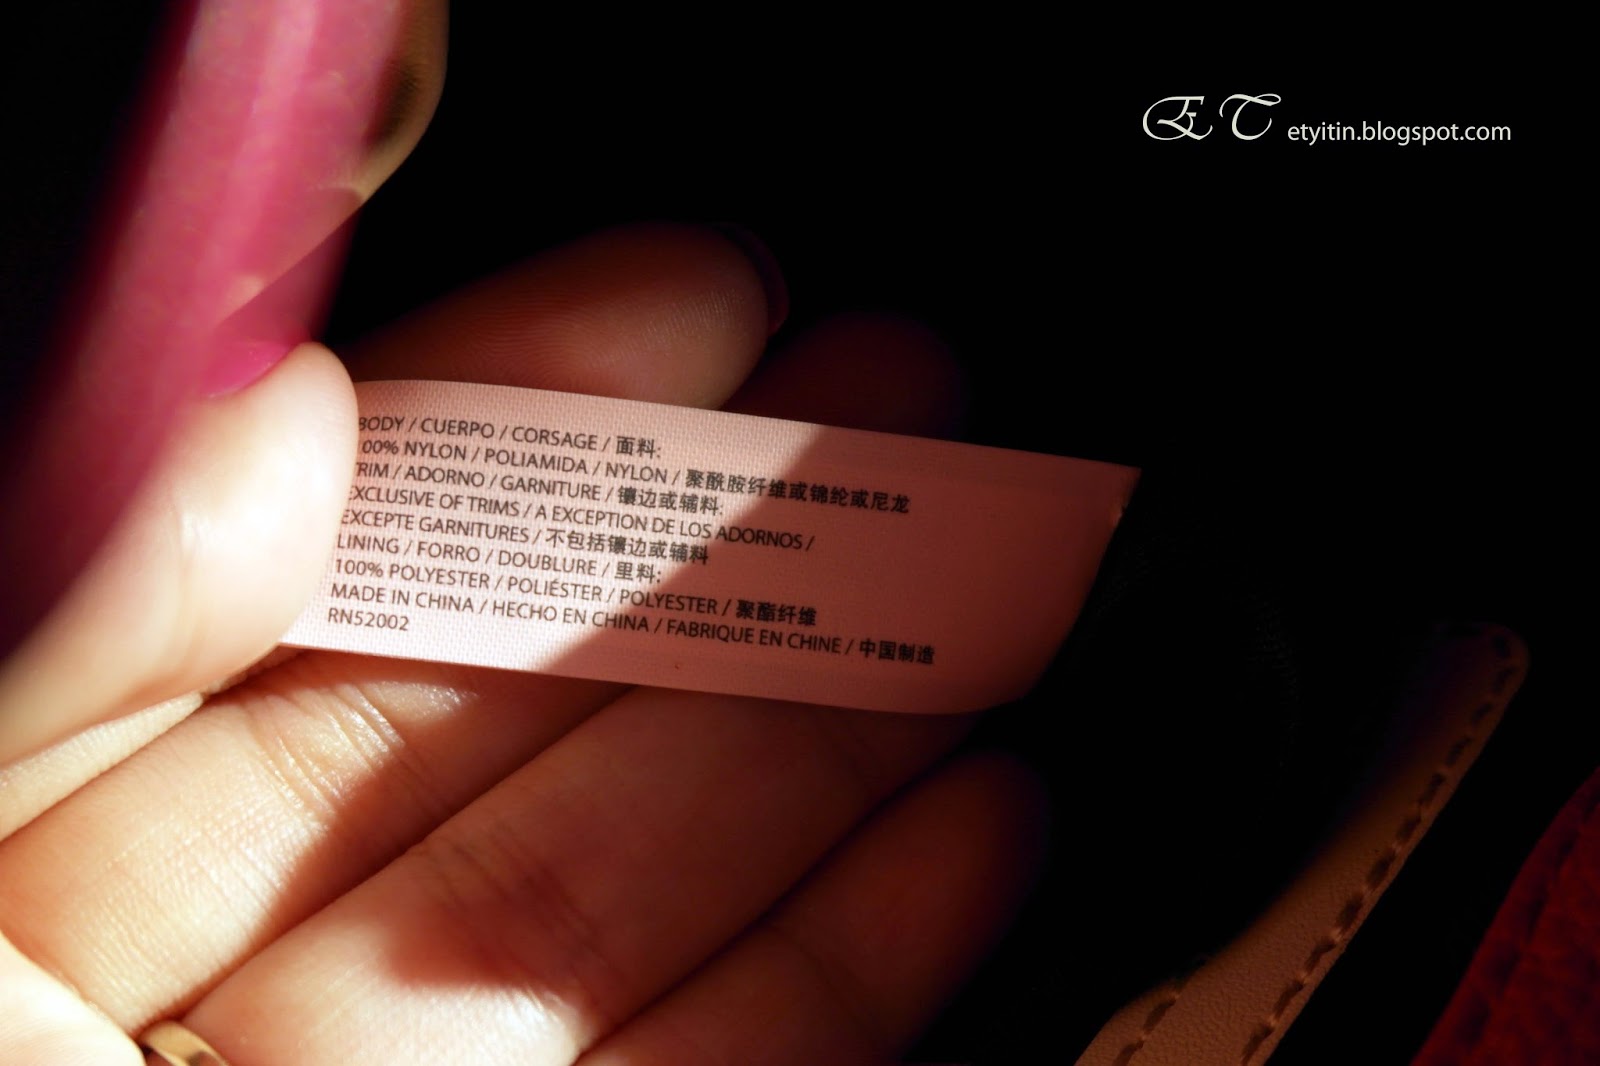 ET etyitin.blogspot.com
BODY / CUERPO / CORSAGE / 面料:
100% NYLON / POLIAMIDA / NYLON / 聚酰胺纤维或锦纶或尼龙
TRIM / ADORNO / GARNITURE / 镶边或辅料:
EXCLUSIVE OF TRIMS / A EXCEPTION DE LOS ADORNOS /
EXCEPTE GARNITURES / 不包括镶边或辅料
LINING / FORRO / DOUBLURE / 里料:
100% POLYESTER / POLIÉSTER / POLYESTER / 聚酯纤维
MADE IN CHINA / HECHO EN CHINA / FABRIQUE EN CHINE / 中国制造
RN52002